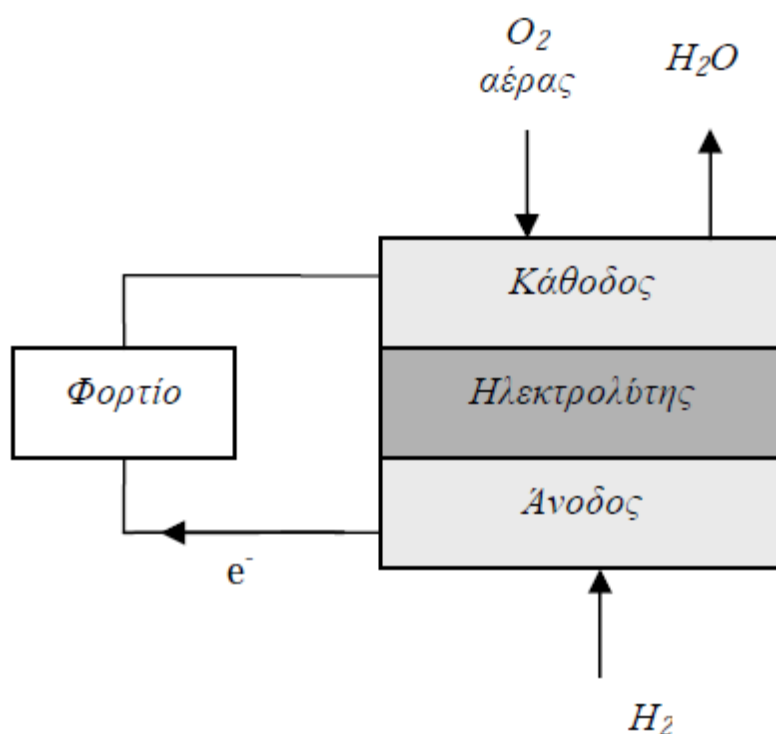 O₂
αέρας
H₂O
Κάθοδος
Φορτίο
Ηλεκτρολύτης
Άνοδος
e⁻
H₂